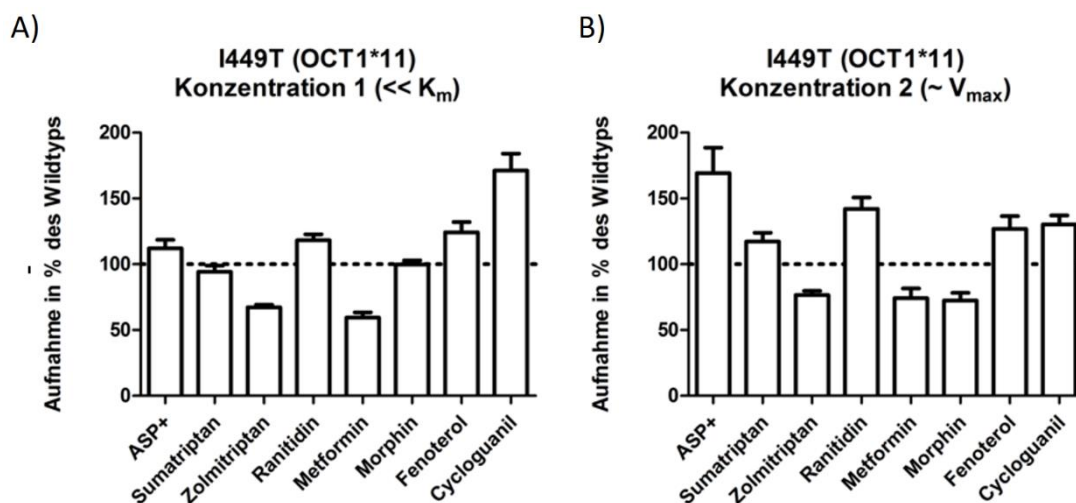 A)
I449T (OCT1*11)
Konzentration 1 (<< Km)
Aufnahme in % des Wildtyps
200
150
100
50
0
ASP+
Sumatriptan
Zolmitriptan
Ranitidin
Metformin
Morphin
Fenoterol
Cycloguanil
B)
I449T (OCT1*11)
Konzentration 2 (~ Vmax)
Aufnahme in % des Wildtyps
200
150
100
50
0
ASP+
Sumatriptan
Zolmitriptan
Ranitidin
Metformin
Morphin
Fenoterol
Cycloguanil